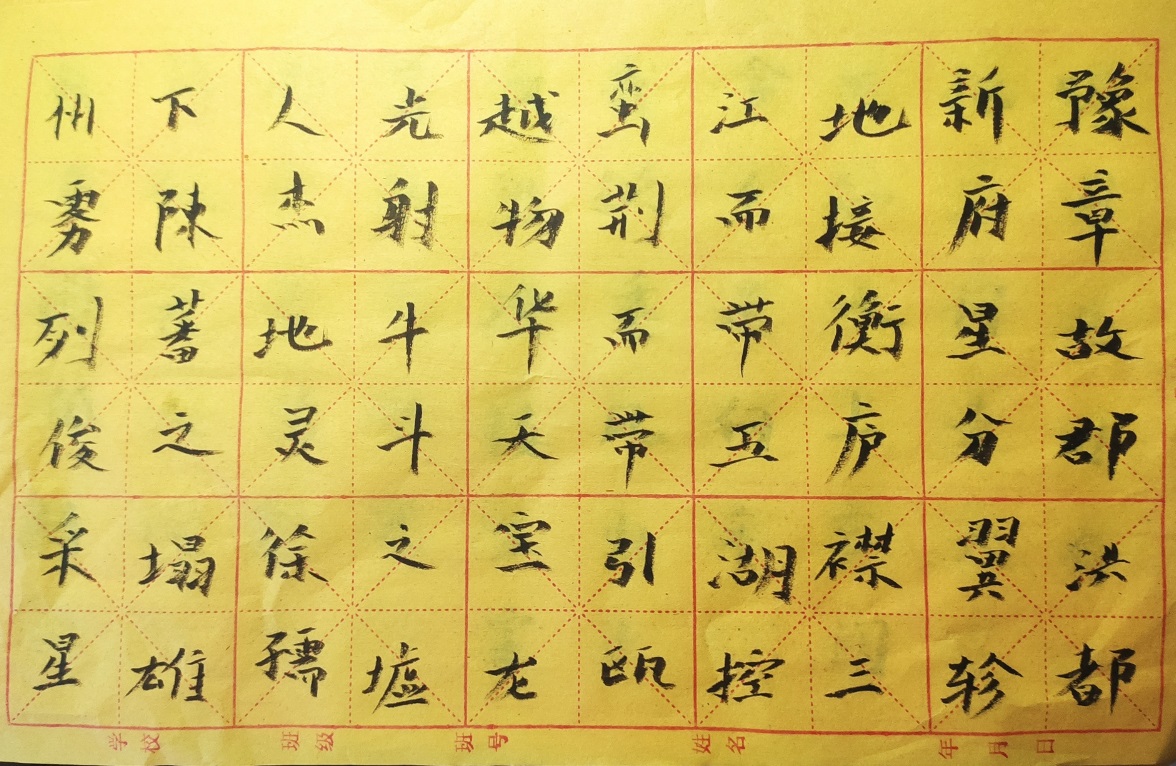 豫章故郡洪都
新府星分翼轸
地接衡庐襟三
江而带五湖控
蛮荆而带引瓯
越物华天宝龙
光射牛斗之墟
人杰地灵徐孺
下陈蕃之塌雄
州雾列俊采星
学校 班级 班号 姓名 年 月 日